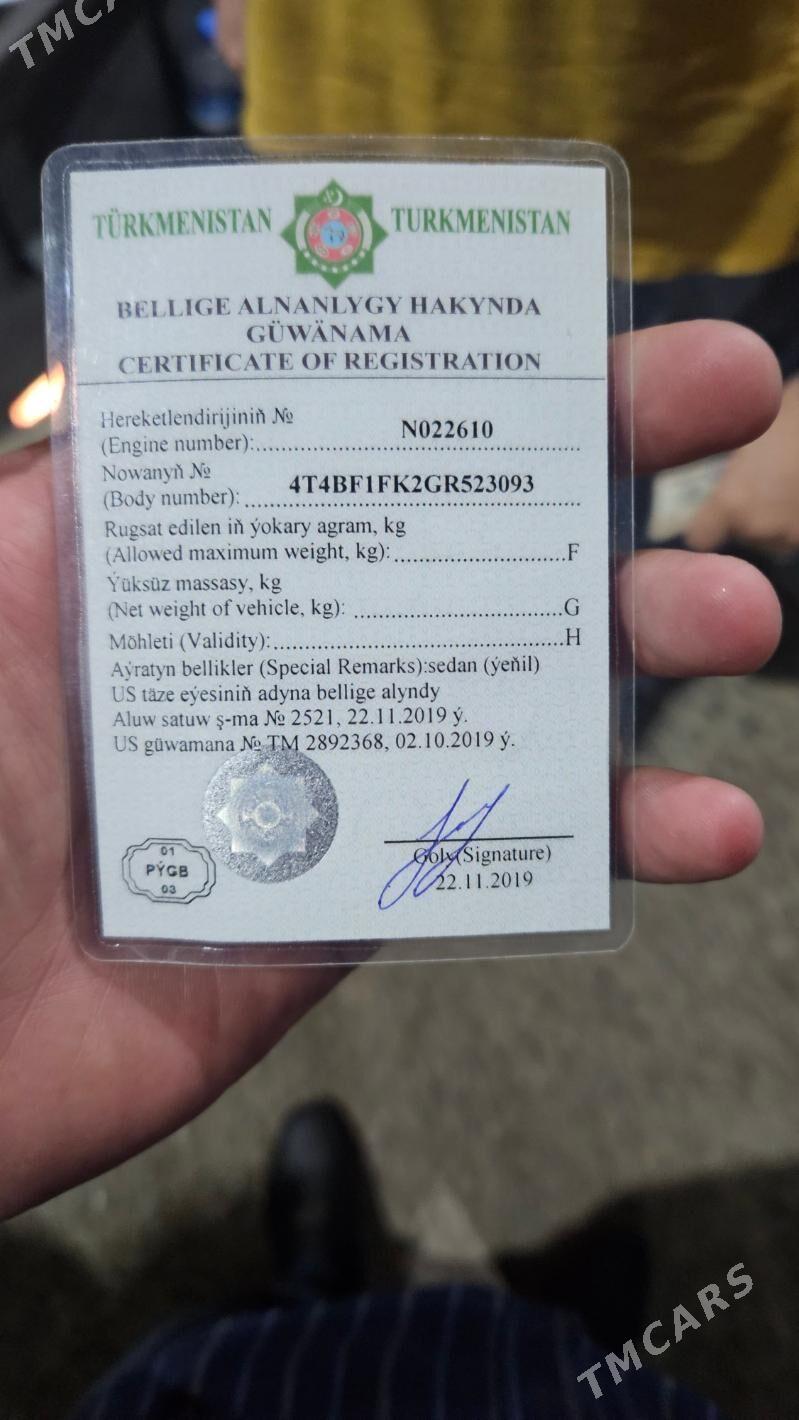 TMCA
TÜRKMENISTAN TURKMENISTAN
BELLIGE ALNANLYGY HAKYNDA
GÜWÄNAMA
CERTIFICATE OF REGISTRATION
Hereketlendirijiniň №
(Engine number):........................................ N022610
Nowanyň №
(Body number): ........................................ 4T4BF1FK2GR523093
Rugsat edilen iň ýokary agram, kg
(Allowed maximum weight, kg):..............................F
Ýüksüz massasy, kg
(Net weight of vehicle, kg): ....................................G
Möhleti (Validity):....................................................H
Aýratyn bellikler (Special Remarks):sedan (ýeňil)
US täze eýesiniň adyna bellige alyndy
Aluw satuw ş-ma № 2521, 22.11.2019 ý.
US güwamana № TM 2892368, 02.10.2019 ý.
01
PÝGB
03
Goly(Signature)
22.11.2019
TMCARS